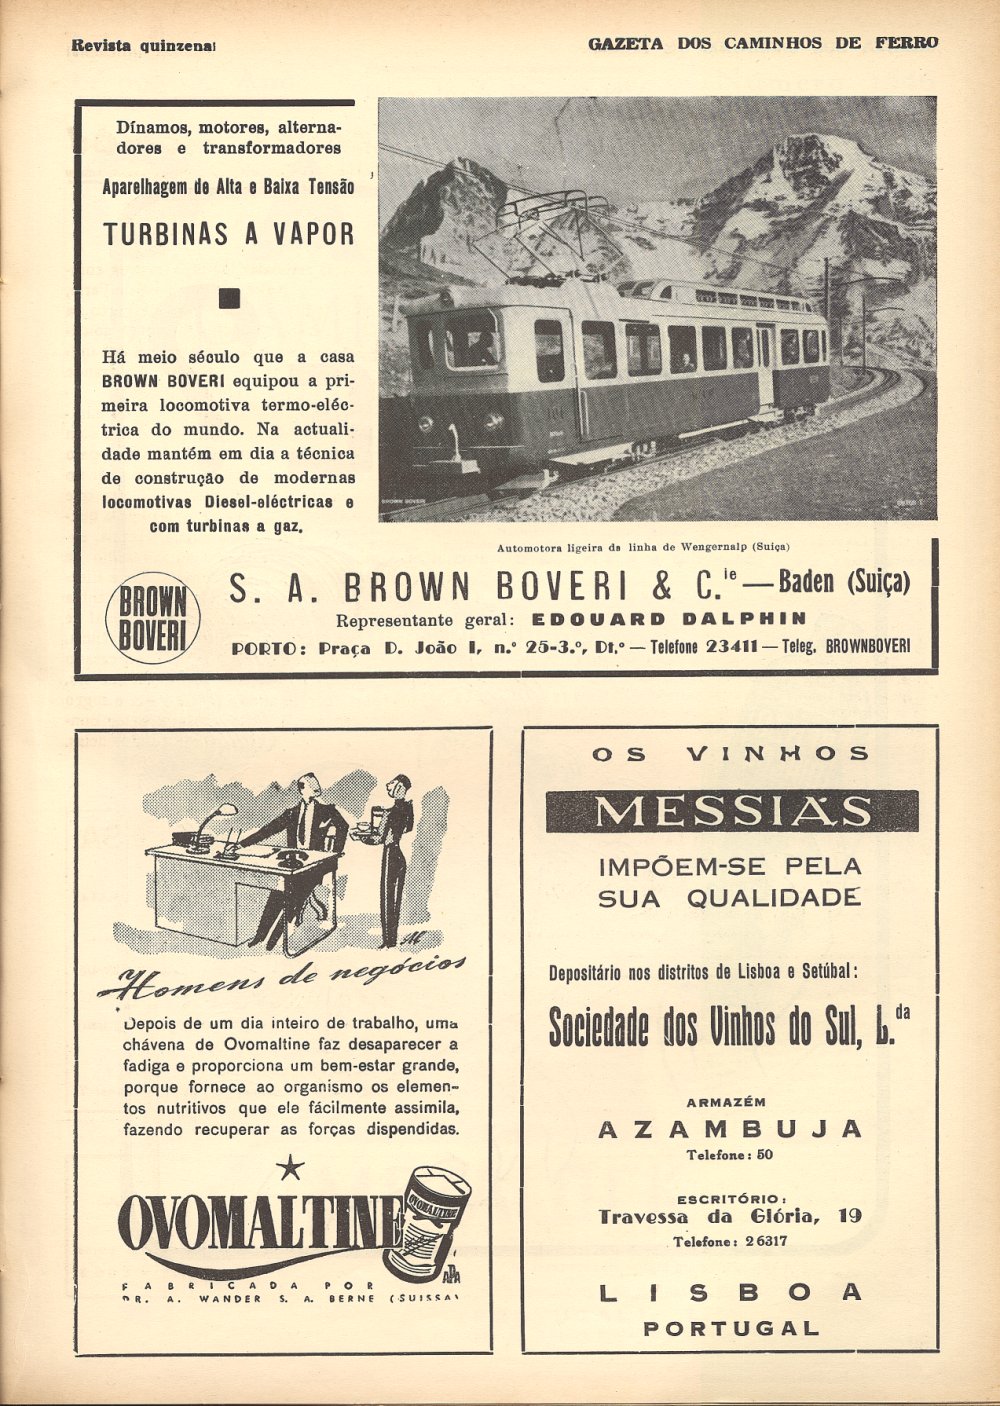 Revista quinzenal
GAZETA DOS CAMINHOS DE FERRO
Dínamos, motores, alterna-
dores e transformadores
Aparelhagem de Alta e Baixa Tensão
TURBINAS A VAPOR
Há meio século que a casa
BROWN BOVERI equipou a pri-
meira locomotiva termo-eléc-
trica do mundo. Na actuali-
dade mantém em dia a técnica
de construção de modernas
locomotivas Diesel-eléctricas e
com turbinas a gaz.
BROWN BOVERI
Automotora ligeira da linha de Wengernalp (Suiça)
BROWN
BOVERI
S. A. BROWN BOVERI & C.ie — Baden (Suiça)
Representante geral: EDOUARD DALPHIN
PORTO: Praça D. João I, n.º 25-3.º, Dt.º — Telefone 23411 — Teleg. BROWNBOVERI
Homens de negócios
Depois de um dia inteiro de trabalho, uma
chávena de Ovomaltine faz desaparecer a
fadiga e proporciona um bem-estar grande,
porque fornece ao organismo os elemen-
tos nutritivos que ele fácilmente assimila,
fazendo recuperar as forças dispendidas.
OVOMALTINE
OVOMALTINE
APA
FABRICADA POR
DR. A. WANDER S. A. BERNE (SUISSA)
OS VINHOS
MESSIAS
IMPÕEM-SE PELA
SUA QUALIDADE
Depositário nos distritos de Lisboa e Setúbal:
Sociedade dos Vinhos do Sul, L.da
ARMAZÉM
AZAMBUJA
Telefone: 50
ESCRITÓRIO:
Travessa da Glória, 19
Telefone: 26317
LISBOA
PORTUGAL